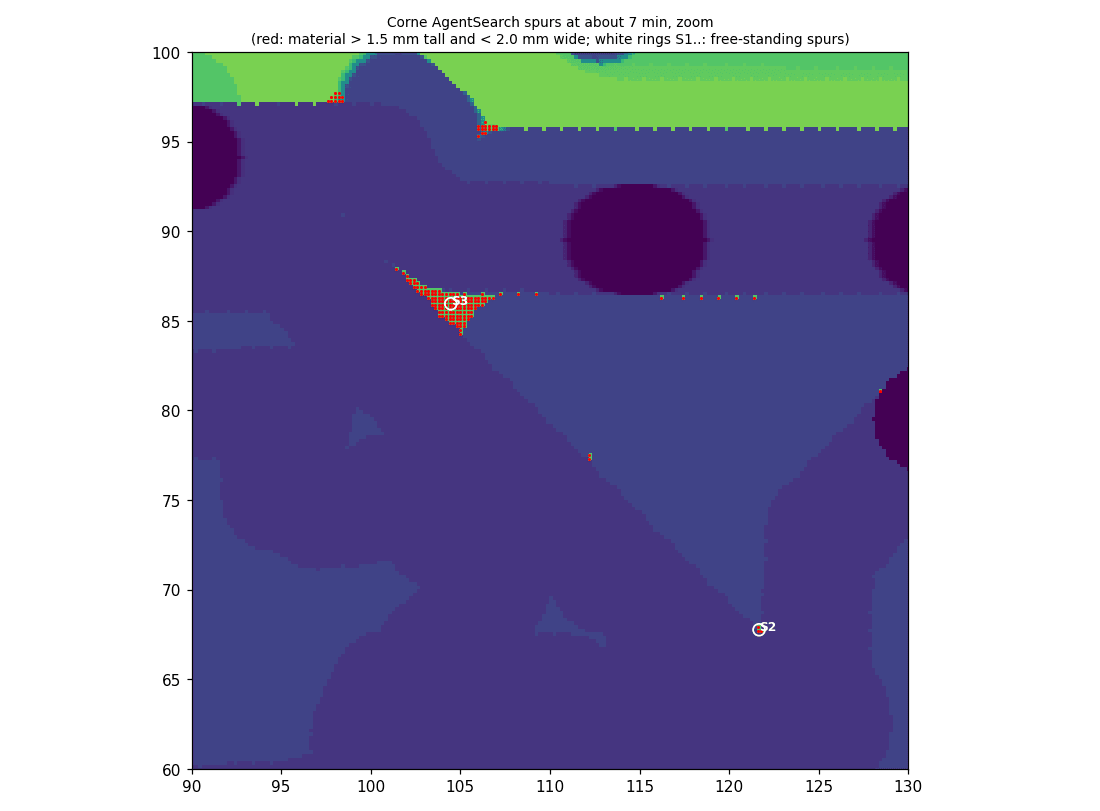 Corne AgentSearch spurs at about 7 min, zoom
(red: material > 1.5 mm tall and < 2.0 mm wide; white rings S1..: free-standing spurs)
100
95
90
85
80
75
70
65
60
S3
S2
90 95 100 105 110 115 120 125 130